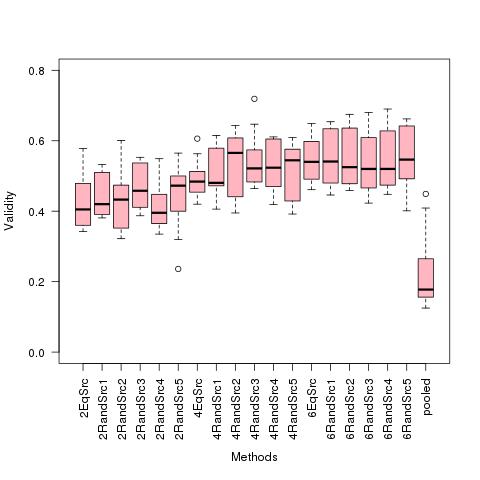 0.8
0.6
0.4
0.2
0.0
Validity
2EqSrc
2RandSrc1
2RandSrc2
2RandSrc3
2RandSrc4
2RandSrc5
4EqSrc
4RandSrc1
4RandSrc2
4RandSrc3
4RandSrc4
4RandSrc5
6EqSrc
6RandSrc1
6RandSrc2
6RandSrc3
6RandSrc4
6RandSrc5
pooled
Methods